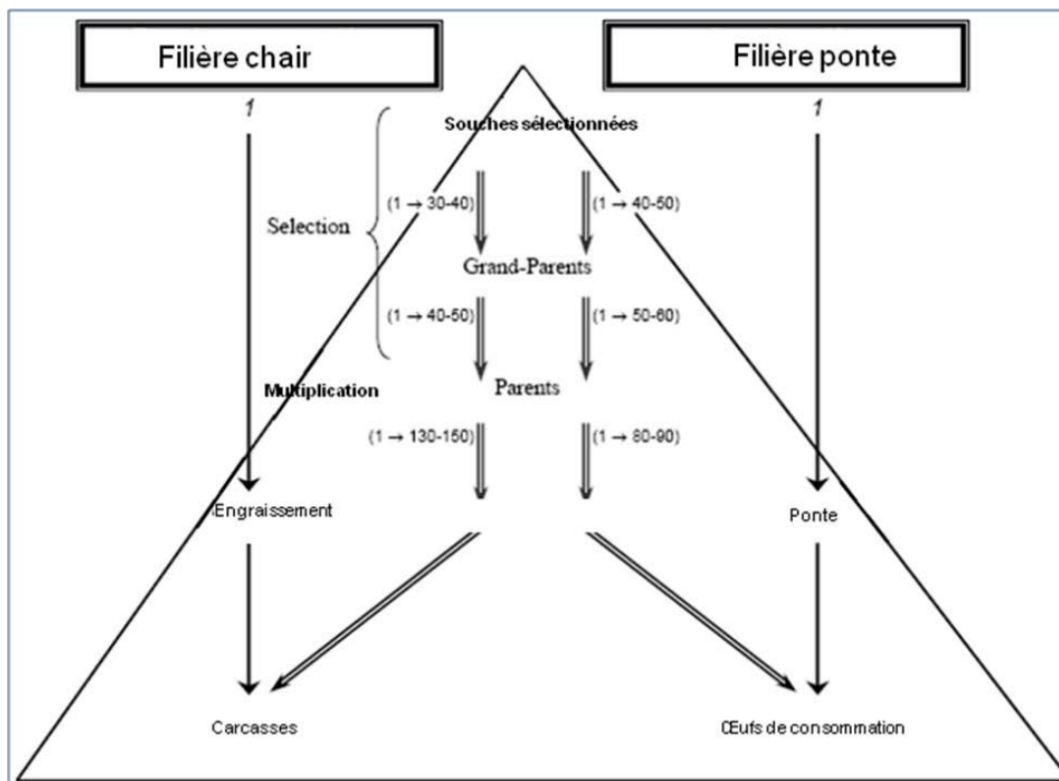 Filière chair
Filière ponte
1
1
Souches sélectionnées
(1 → 30-40)
(1 → 40-50)
Selection
Grand-Parents
(1 → 40-50)
(1 → 50-60)
Parents
Multiplication
(1 → 130-150)
(1 → 80-90)
Engraissement
Ponte
Carcasses
Œufs de consommation